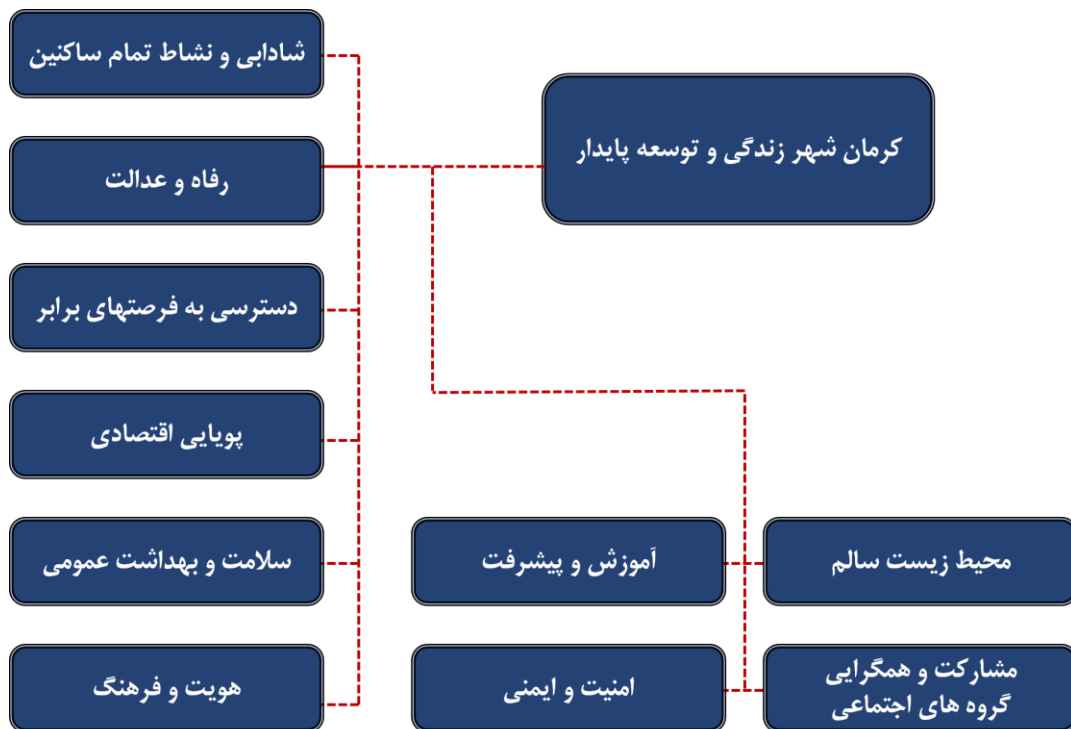 کرمان شهر زندگی و توسعه پایدار
شادابی و نشاط تمام ساکنین
رفاه و عدالت
دسترسی به فرصتهای برابر
پویایی اقتصادی
سلامت و بهداشت عمومی
هویت و فرهنگ
محیط زیست سالم
آموزش و پیشرفت
مشارکت و همگرایی
گروه های اجتماعی
امنیت و ایمنی